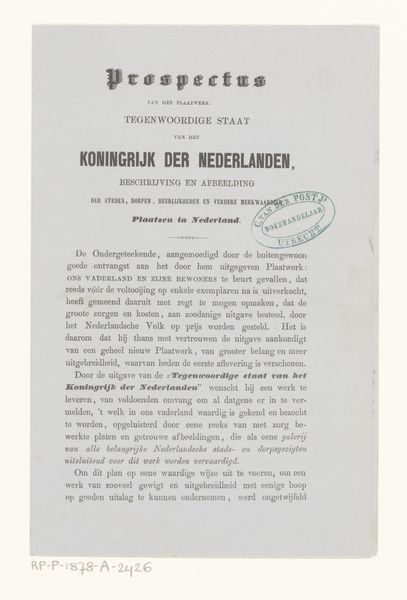 Prospectus
VAN HET PLAATWERK:
TEGENWOORDIGE STAAT
VAN HET
KONINGRIJK DER NEDERLANDEN,
BESCHRIJVING EN AFBEELDING
DER STEDEN, DORPEN, HEERLIJKHEDEN EN VERDERE MERKWAARDIGE
Plaatsen in Nederland.
C. VAN DER POST Jr.
BOEKHANDELAAR
UTRECHT.
De Ondergeteekende, aangemoedigd door de buitengewoon
goede ontvangst aan het door hem uitgegeven Plaatwerk:
ONS VADERLAND EN ZIJNE BEWONERS te beurt gevallen, dat
reeds vóór de voltooijing op enkele exemplaren na is uitverkocht,
heeft gemeend daaruit met regt te mogen opmaken, dat de
groote zorgen en kosten, aan zoodanige uitgave besteed, door
het Nederlandsche Volk op prijs worden gesteld. Het is
daarom dat hij thans met vertrouwen de uitgave aankondigt
van een geheel nieuw Plaatwerk, van grooter belang en meer
uitgebreidheid, waarvan heden de eerste aflevering is verschenen.
Door de uitgave van de „Tegenwoordige staat van het
Koningrijk der Nederlanden" wenscht hij een werk te
leveren, van voldoenden omvang om al datgene er in te ver-
melden, 't welk in ons vaderland waardig is gekend en bezocht
te worden, opgeluisterd door eene reeks van met zorg be-
werkte platen en getrouwe afbeeldingen, die als eene galerij
van alle belangrijke Nederlandsche stads- en dorpsgezigten
uitsluitend voor dit werk worden vervaardigd.
Om dit plan op eene waardige wijze uit te voeren, om een
werk van zooveel gewigt en uitgebreidheid met eenige hoop
op goeden uitslag te kunnen ondernemen, werd ongetwijfeld
RP-P-1878-A-2426